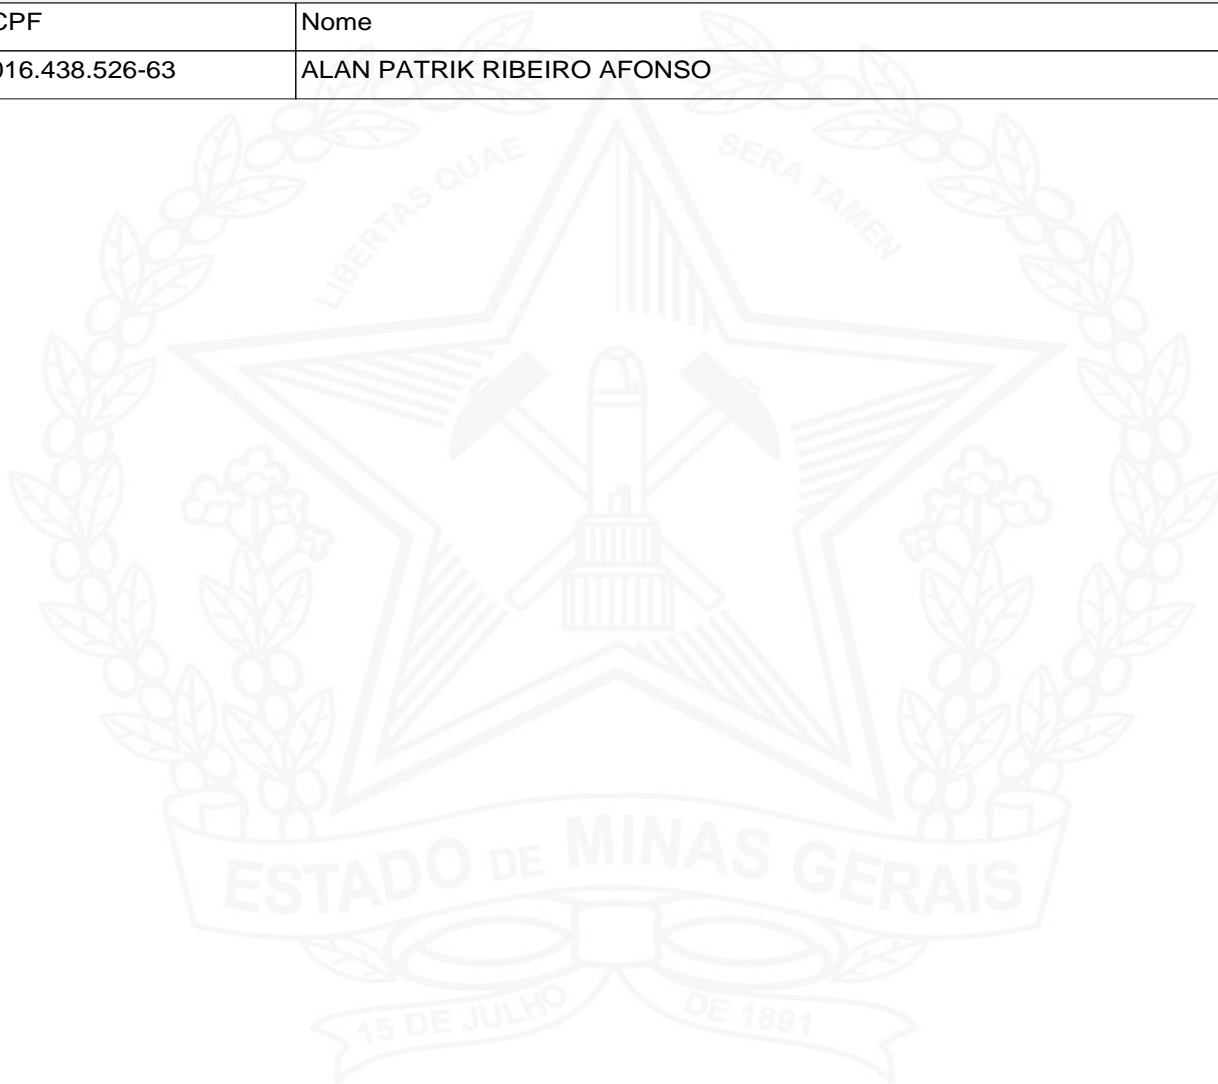 CPF Nome
016.438.526-63 ALAN PATRIK RIBEIRO AFONSO
LIBERTAS QUAE SERA TAMEN
ESTADO DE MINAS GERAIS
15 DE JULHO DE 1891